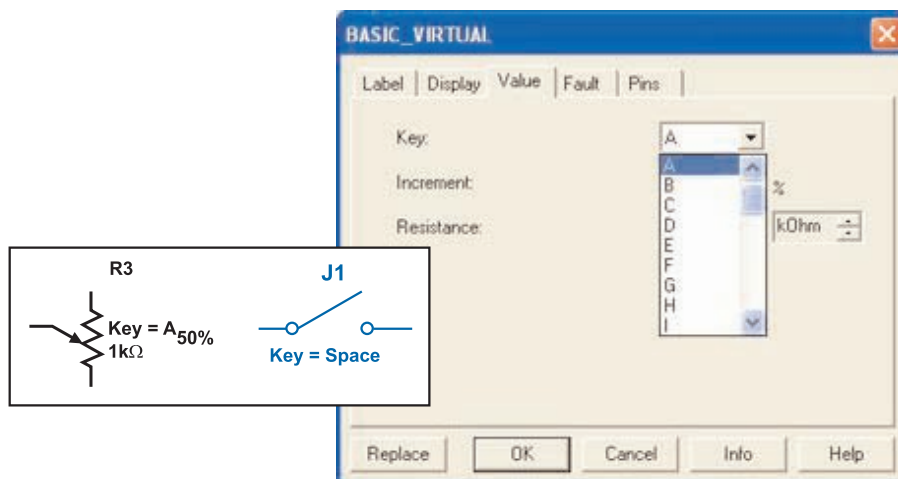 BASIC_VIRTUAL
Label Display Value Fault Pins
Key: A
A
B
C
D
E
F
G
H
I
Increment: %
Resistance: kOhm
R3
Key = A 50%
1kΩ
J1
Key = Space
Replace OK Cancel Info Help